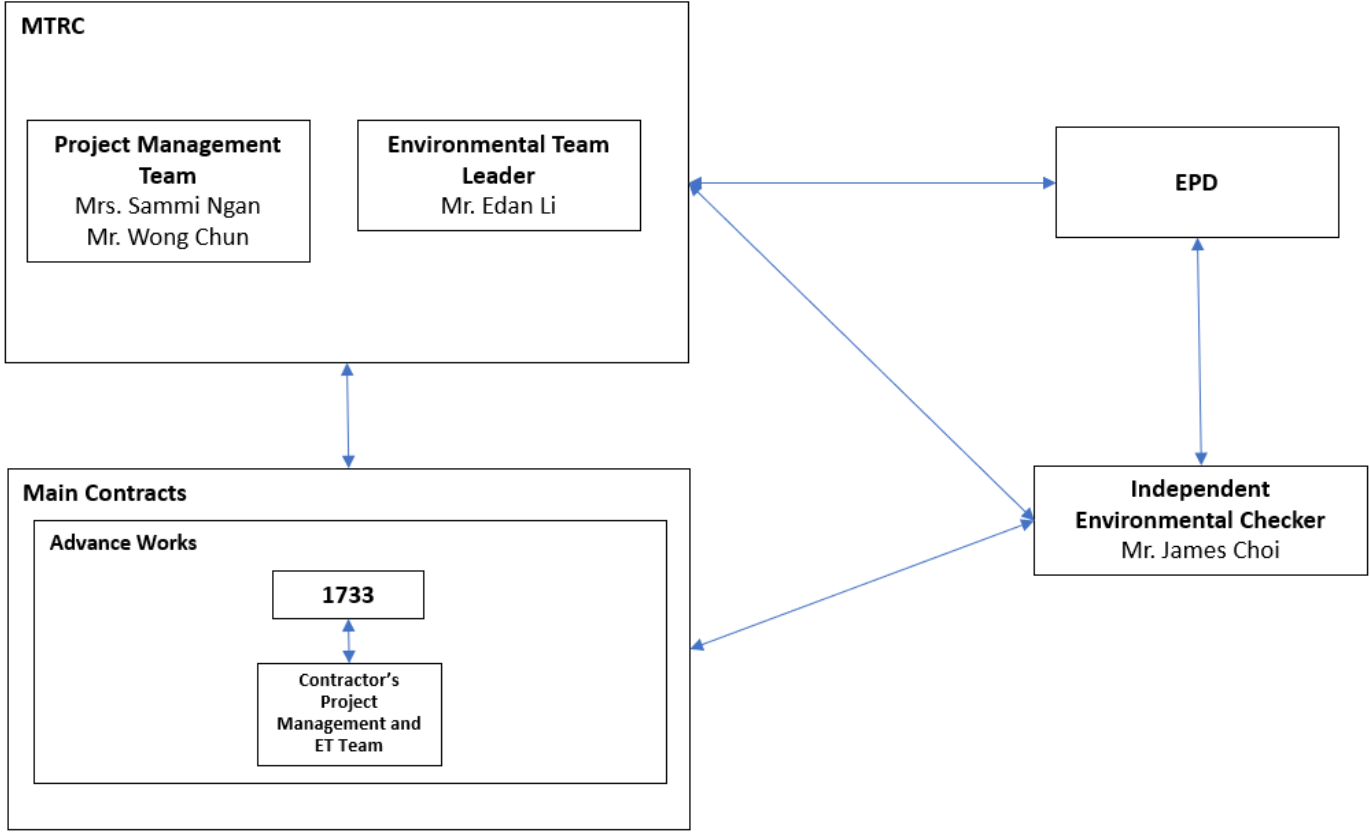 MTRC
Project Management
Team
Mrs. Sammi Ngan
Mr. Wong Chun
Environmental Team
Leader
Mr. Edan Li
EPD
Main Contracts
Advance Works
1733
Contractor’s
Project
Management and
ET Team
Independent
Environmental Checker
Mr. James Choi